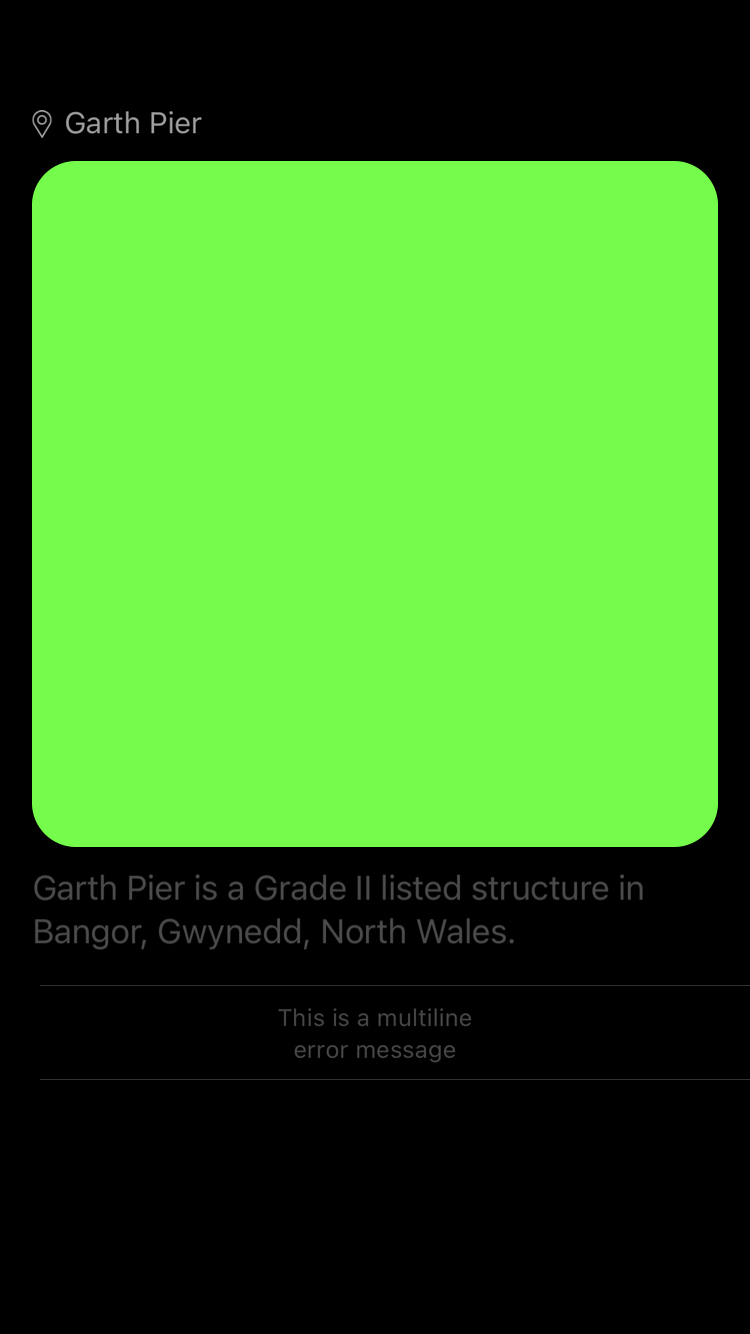 Garth Pier
Garth Pier is a Grade II listed structure in
Bangor, Gwynedd, North Wales.
This is a multiline
error message